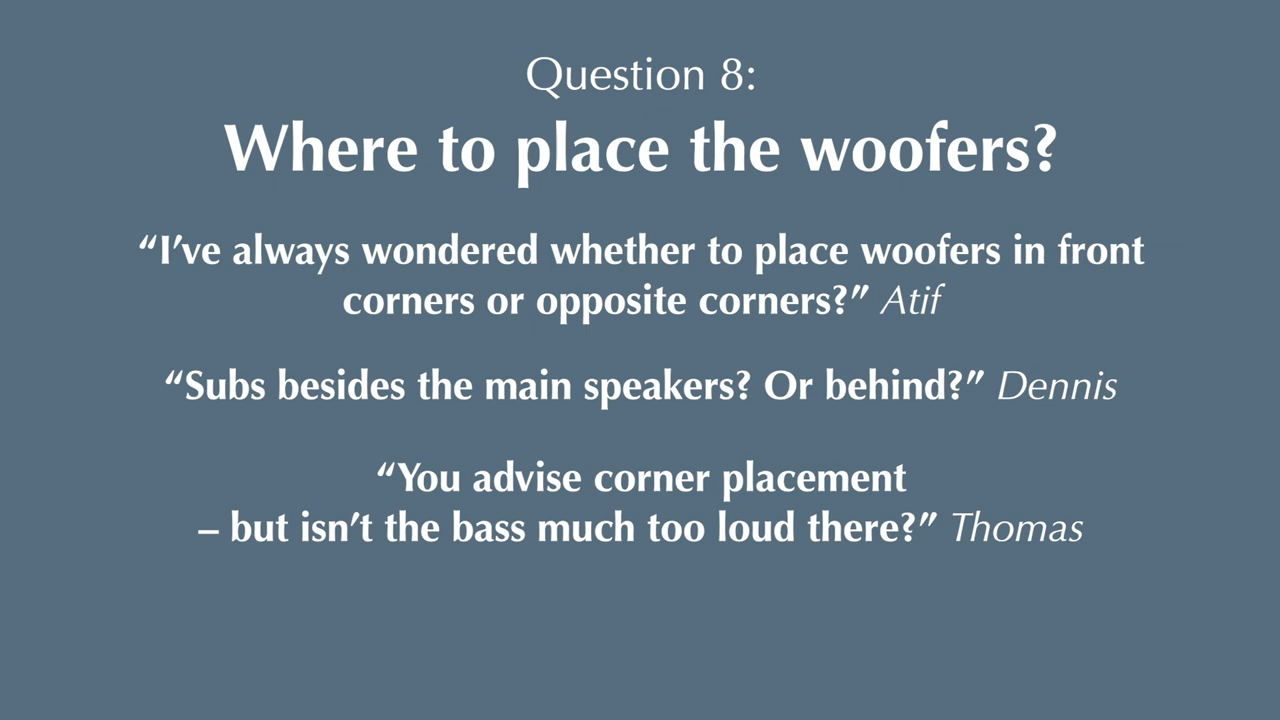 Question 8:
Where to place the woofers?
“I’ve always wondered whether to place woofers in front
corners or opposite corners?” Atif
“Subs besides the main speakers? Or behind?” Dennis
“You advise corner placement
– but isn’t the bass much too loud there?” Thomas